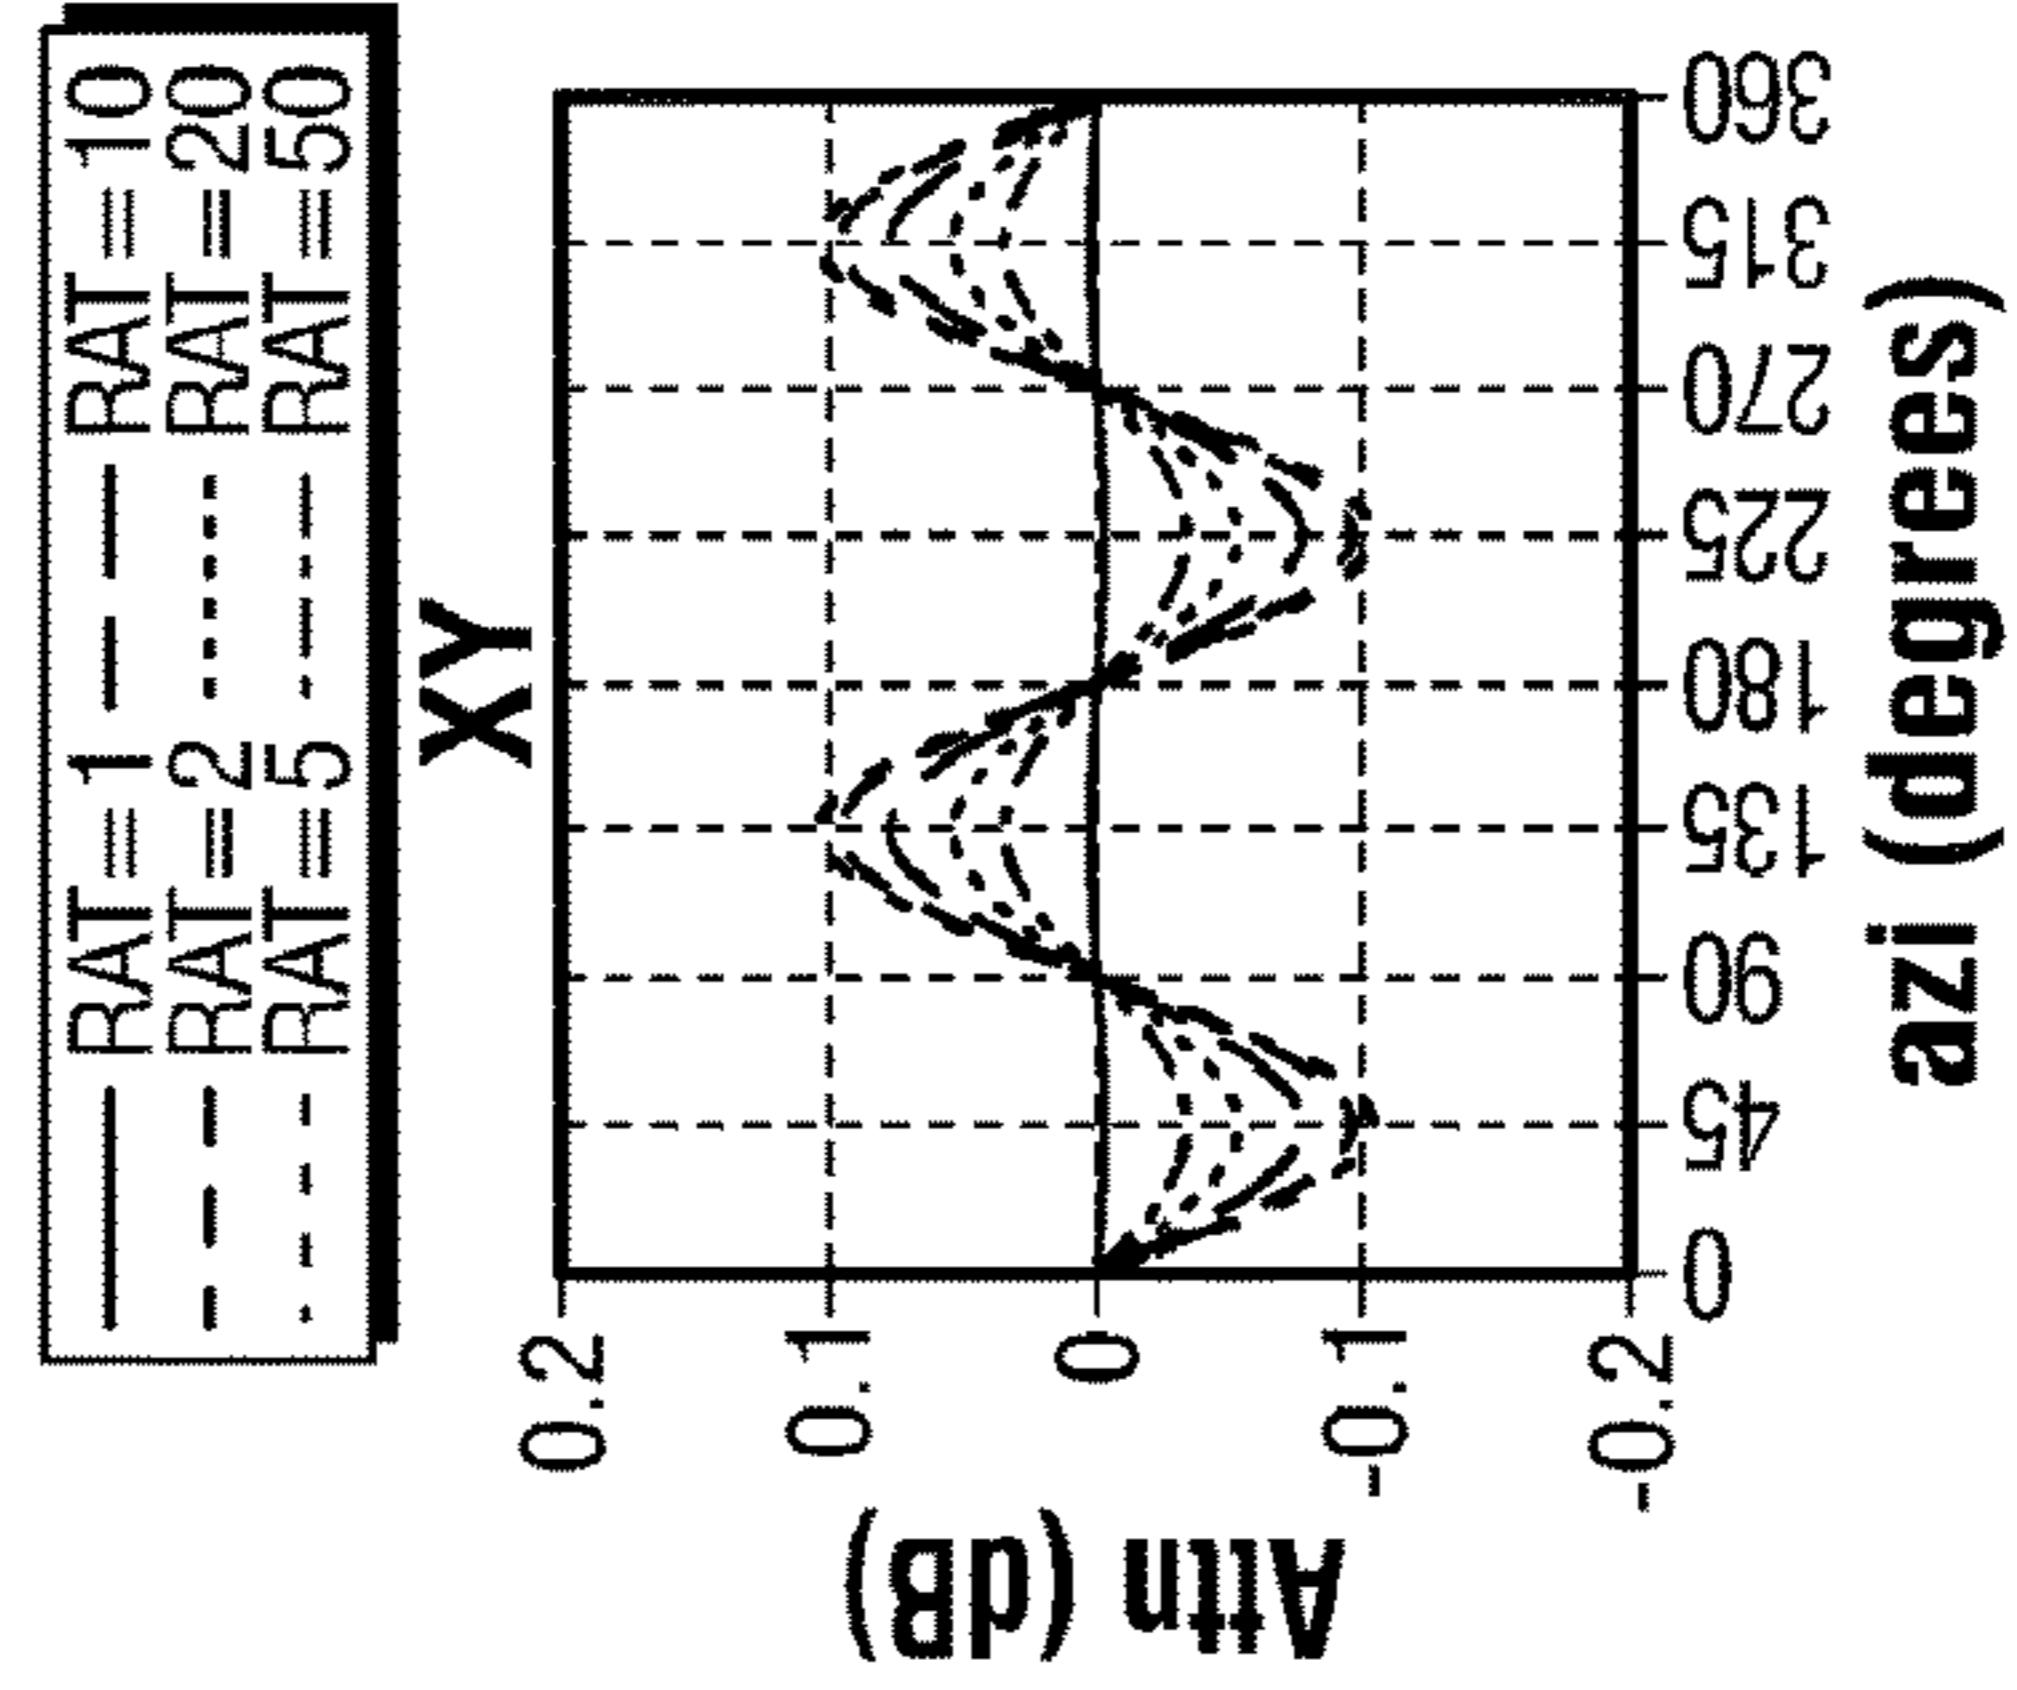 RAT=1 RAT=10
RAT=2 RAT=20
RAT=5 RAT=50
XY
0.2
0.1
0
-0.1
-0.2
Attn (dB)
0 45 90 135 180 225 270 315 360
azi (degrees)